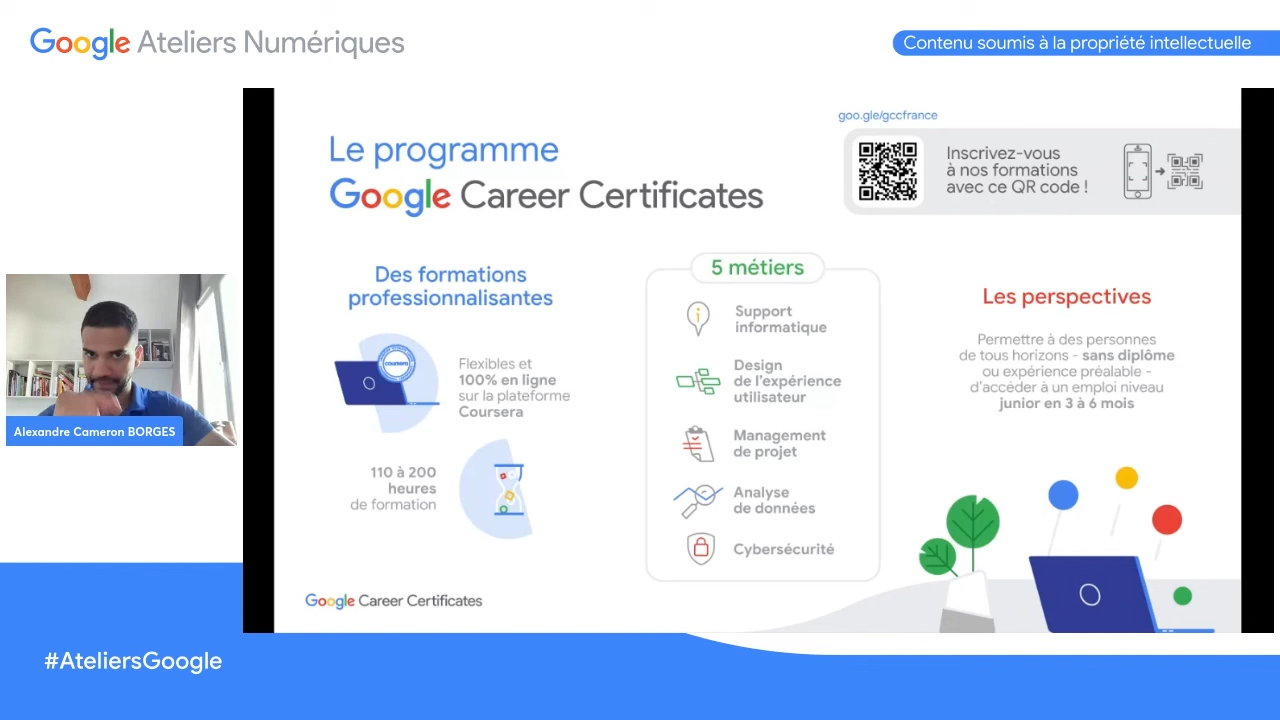 Google Ateliers Numériques
Contenu soumis à la propriété intellectuelle
goo.gle/gccfrance
Inscrivez-vous
à nos formations
avec ce QR code !
Le programme
Google Career Certificates
Des formations
professionnalisantes
coursera
Flexibles et
100% en ligne
sur la plateforme
Coursera
110 à 200
heures
de formation
5 métiers
Support
informatique
Design
de l'expérience
utilisateur
Management
de projet
Analyse
de données
Cybersécurité
Les perspectives
Permettre à des personnes
de tous horizons - sans diplôme
ou expérience préalable -
d'accéder à un emploi niveau
junior en 3 à 6 mois
Google Career Certificates
Alexandre Cameron BORGES
#AteliersGoogle